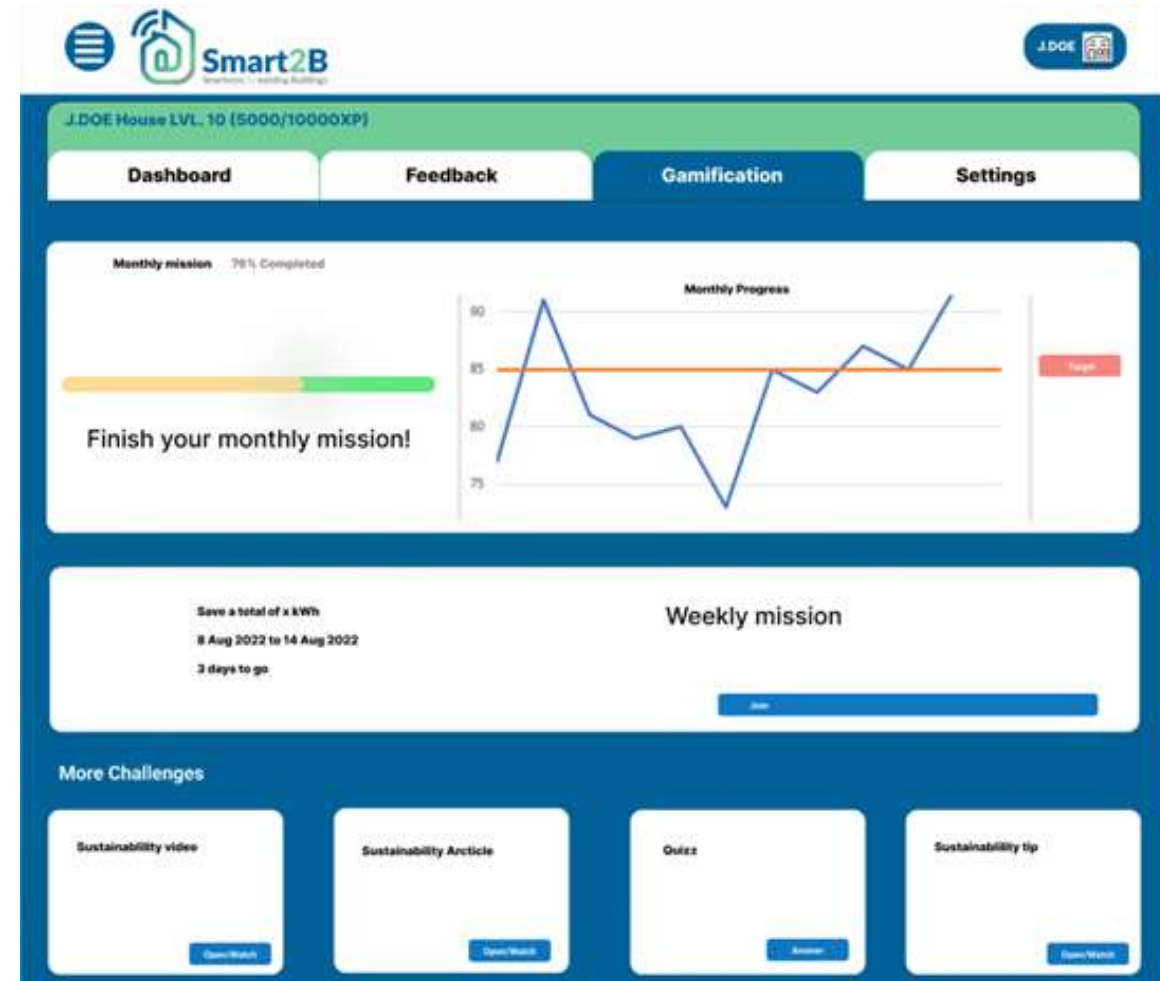 J.DOE
Smart2B
J.DOE House LVL. 10 (5000/10000XP)
Dashboard
Feedback
Gamification
Settings
Monthly mission 76% Completed
Monthly Progress
90
85
80
75
Target
Finish your monthly mission!
Save a total of x kWh
8 Aug 2022 to 14 Aug 2022
3 days to go
Weekly mission
Join
More Challenges
Sustainablility video
Open/Watch
Sustainability Arcticle
Open/Watch
Quizz
Answer
Sustainablility tip
Open/Watch